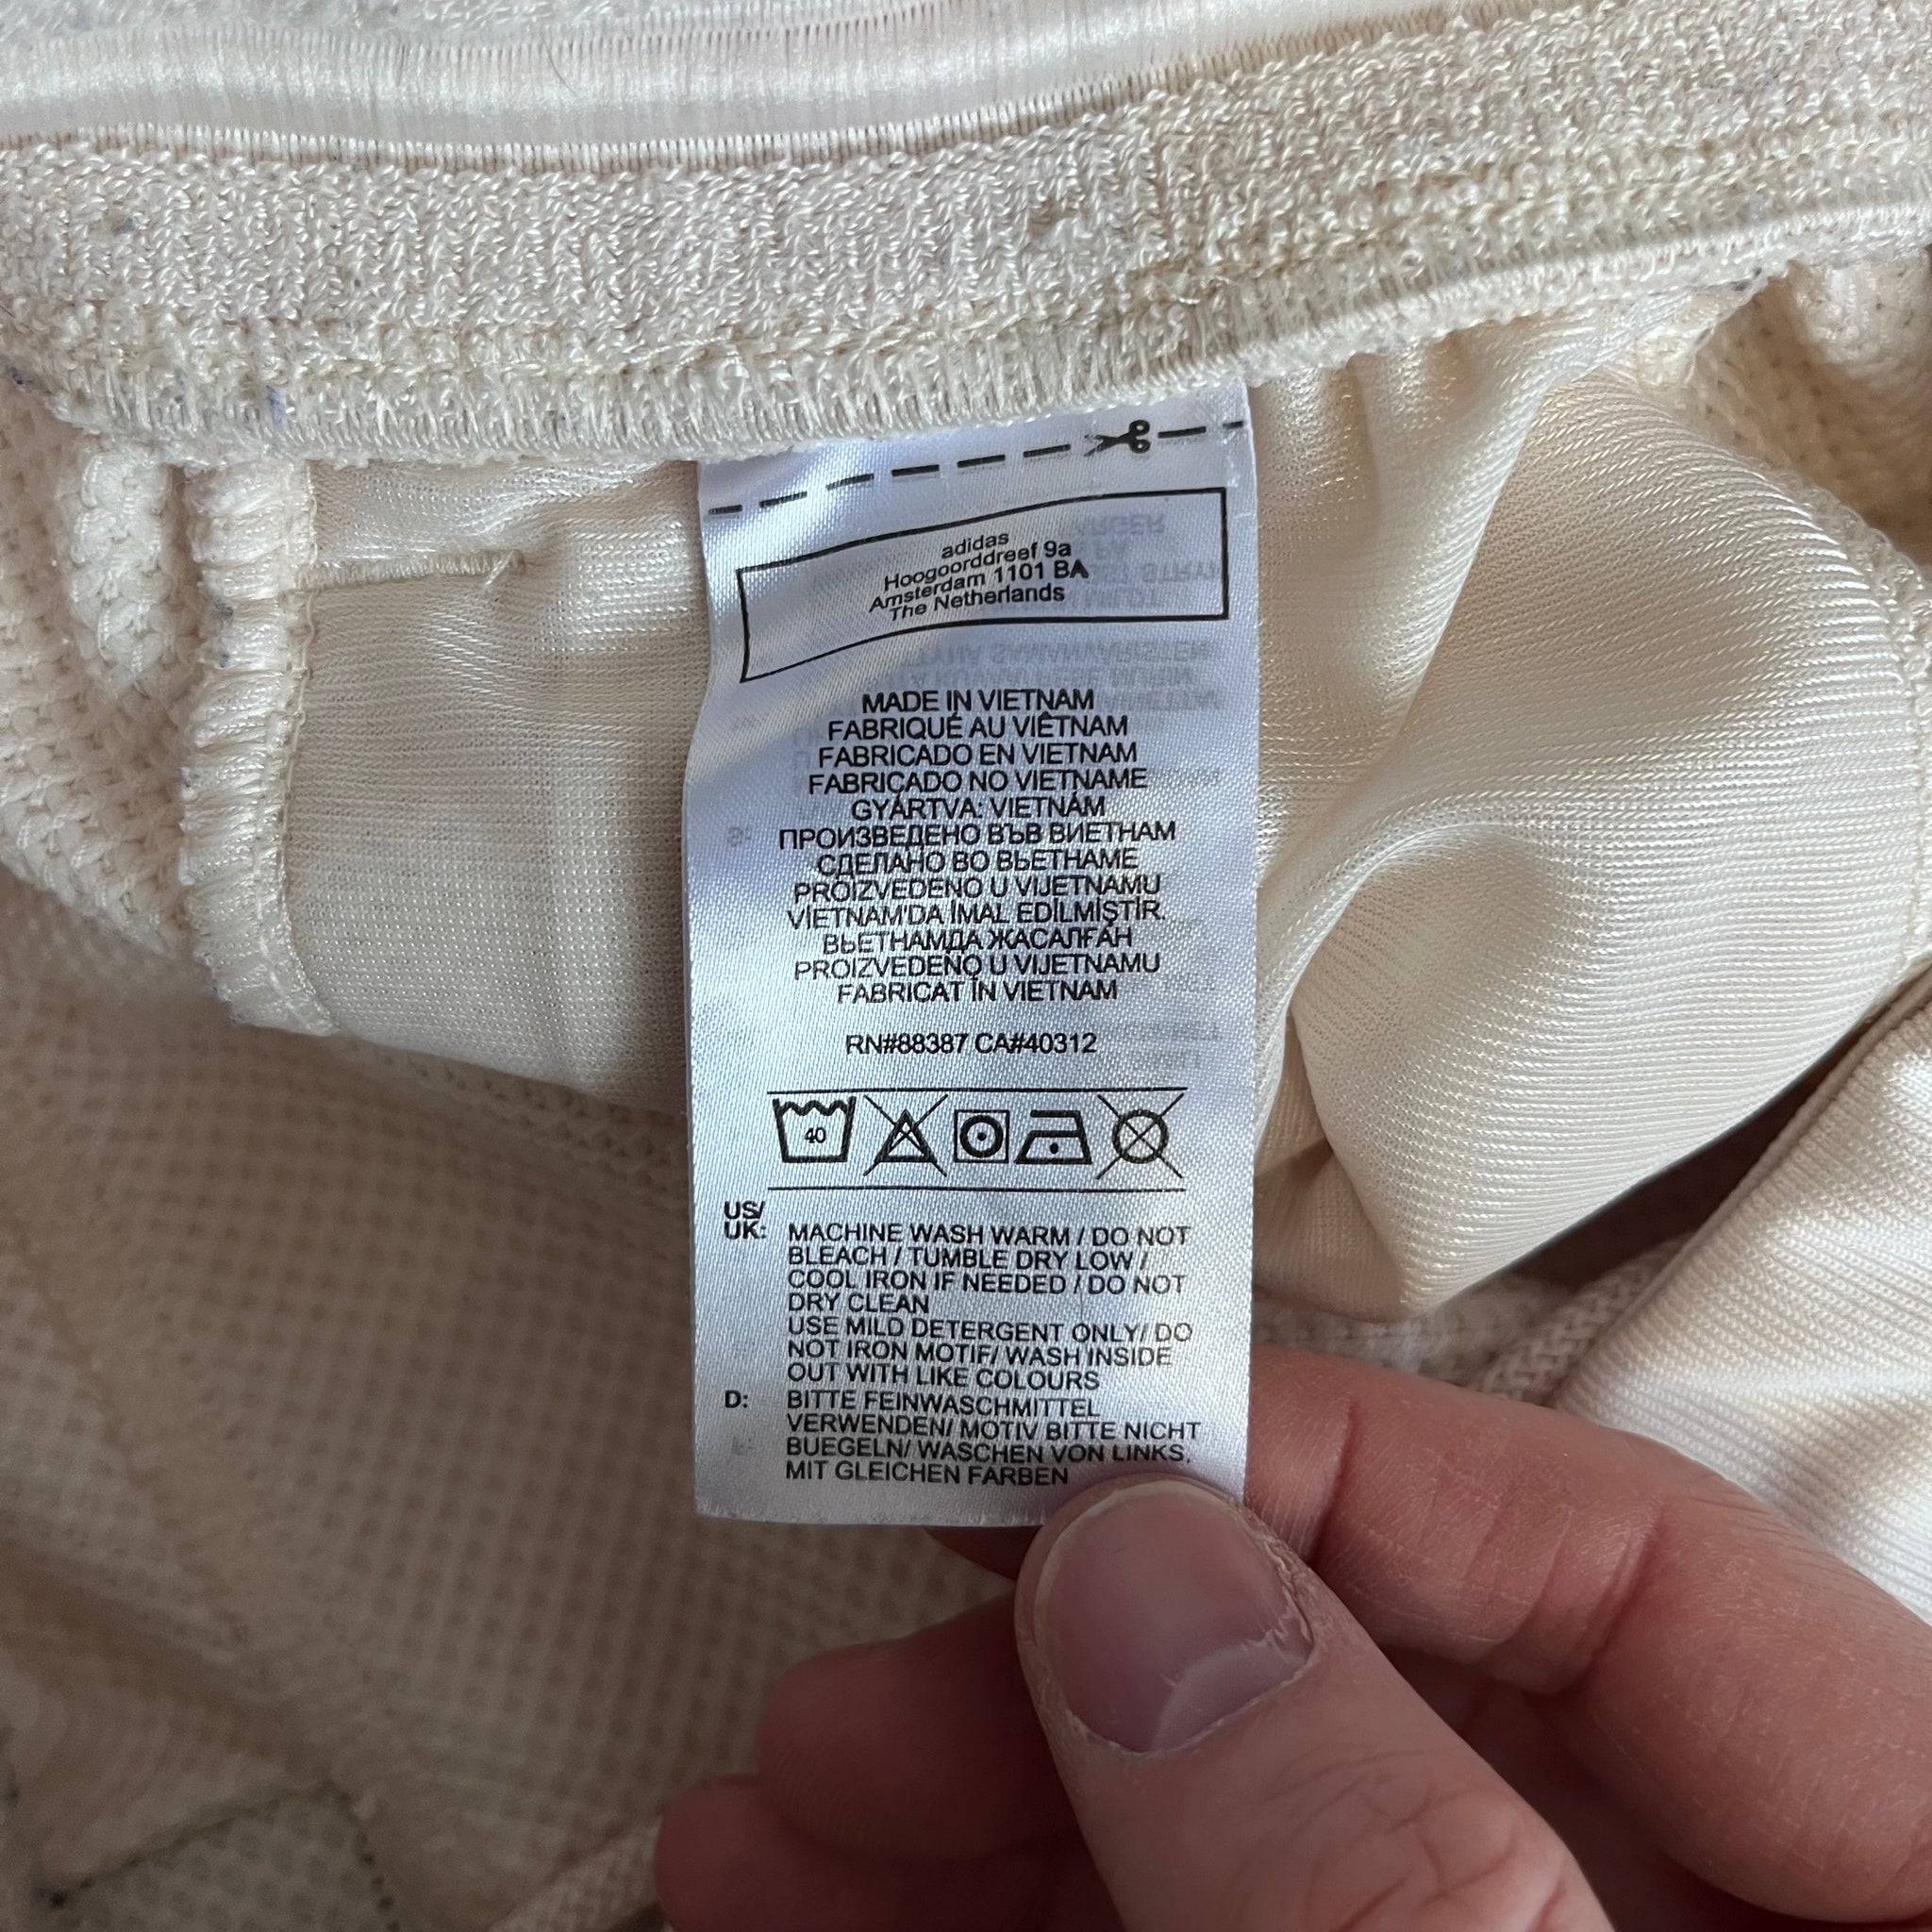 adidas
Hoogoorddreef 9a
Amsterdam 1101 BA
The Netherlands
MADE IN VIETNAM
FABRIQUÉ AU VIÊTNAM
FABRICADO EN VIETNAM
FABRICADO NO VIETNAME
GYÁRTVA: VIETNÁM
ПРОИЗВЕДЕНО ВЪВ ВИЕТНАМ
СДЕЛАНО ВО ВЬЕТНАМЕ
PROIZVEDENO U VIJETNAMU
VİETNAM'DA İMAL EDİLMİŞTİR.
ВЬЕТНАМДА ЖАСАЛҒАН
PROIZVEDENO U VIJETNAMU
FABRICAT ÎN VIETNAM
RN#88387 CA#40312
40
US/
UK: MACHINE WASH WARM / DO NOT
BLEACH / TUMBLE DRY LOW /
COOL IRON IF NEEDED / DO NOT
DRY CLEAN
USE MILD DETERGENT ONLY/ DO
NOT IRON MOTIF/ WASH INSIDE
OUT WITH LIKE COLOURS
D: BITTE FEINWASCHMITTEL
VERWENDEN/ MOTIV BITTE NICHT
BUEGELN/ WASCHEN VON LINKS,
MIT GLEICHEN FARBEN